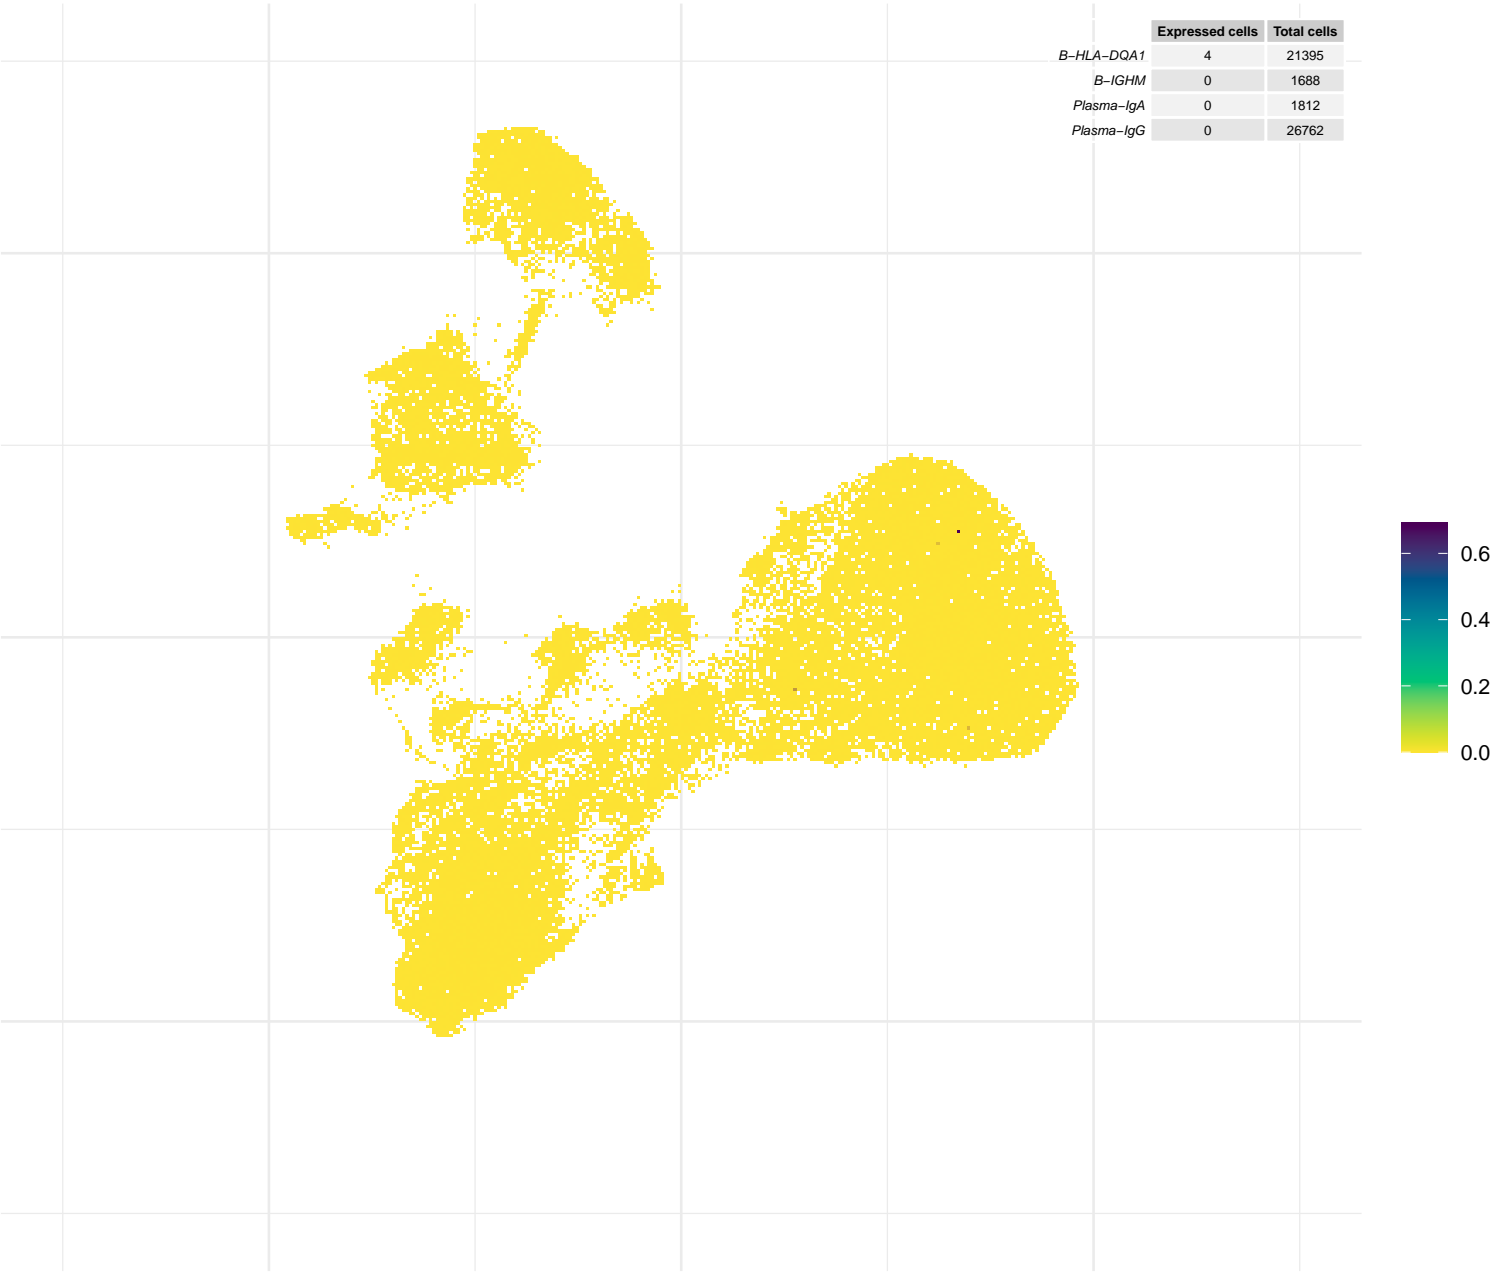 Expressed cells Total cells
B−HLA−DQA1 4 21395
B−IGHM 0 1688
Plasma−IgA 0 1812
Plasma−IgG 0 26762
0.6
0.4
0.2
0.0